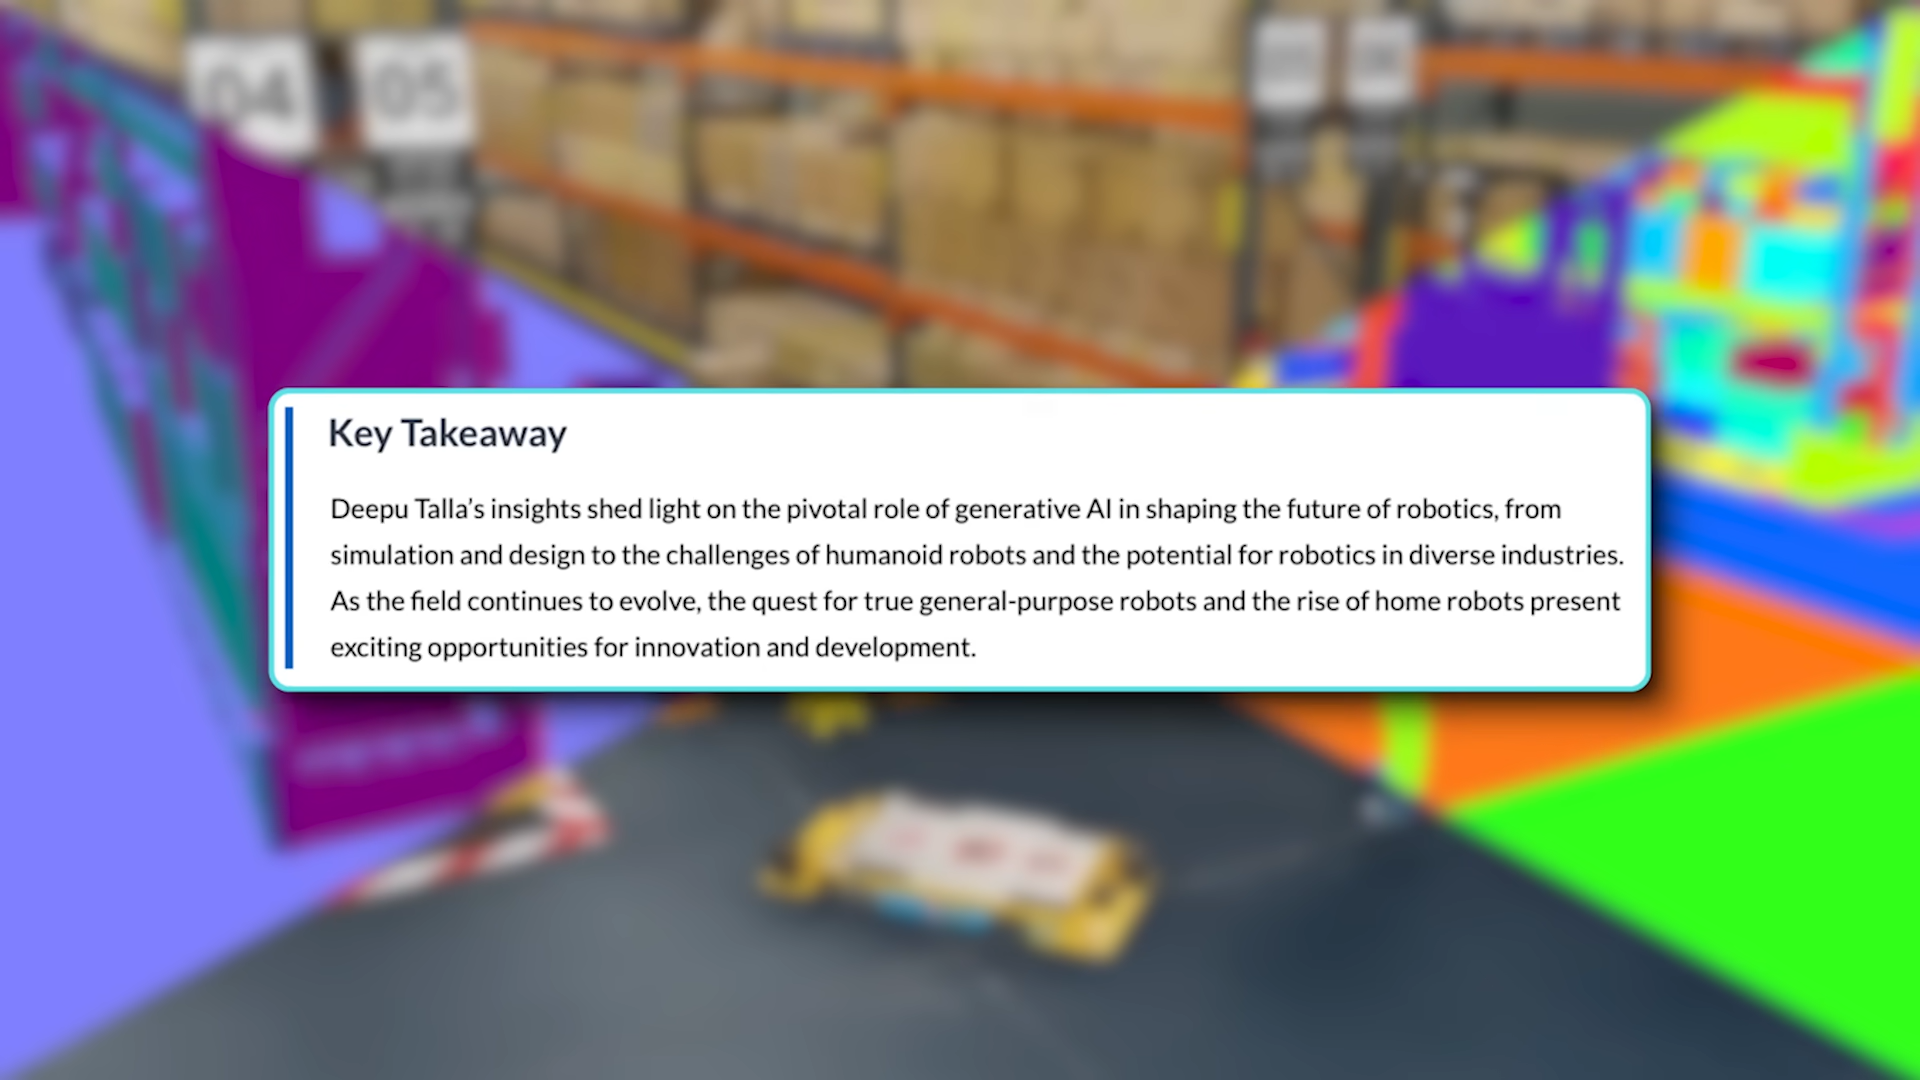 04 05
Key Takeaway
Deepu Talla’s insights shed light on the pivotal role of generative AI in shaping the future of robotics, from
simulation and design to the challenges of humanoid robots and the potential for robotics in diverse industries.
As the field continues to evolve, the quest for true general-purpose robots and the rise of home robots present
exciting opportunities for innovation and development.